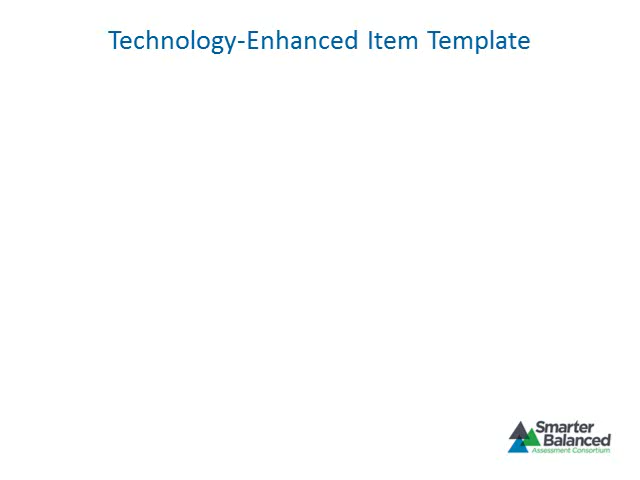 Technology-Enhanced Item Template
Smarter
Balanced
Assessment Consortium